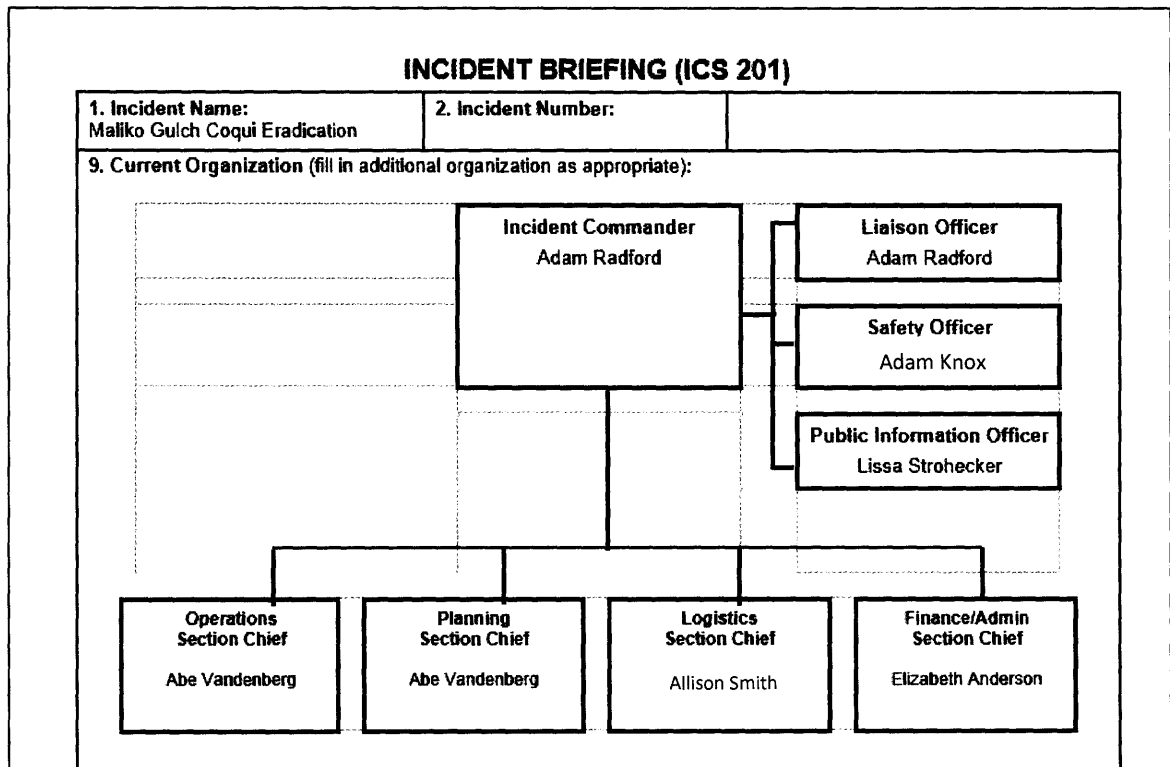 INCIDENT BRIEFING (ICS 201)
1. Incident Name:
Maliko Gulch Coqui Eradication
2. Incident Number:
9. Current Organization (fill in additional organization as appropriate):
Incident Commander
Adam Radford
Liaison Officer
Adam Radford
Safety Officer
Adam Knox
Public Information Officer
Lissa Strohecker
Operations
Section Chief
Abe Vandenberg
Planning
Section Chief
Abe Vandenberg
Logistics
Section Chief
Allison Smith
Finance/Admin
Section Chief
Elizabeth Anderson